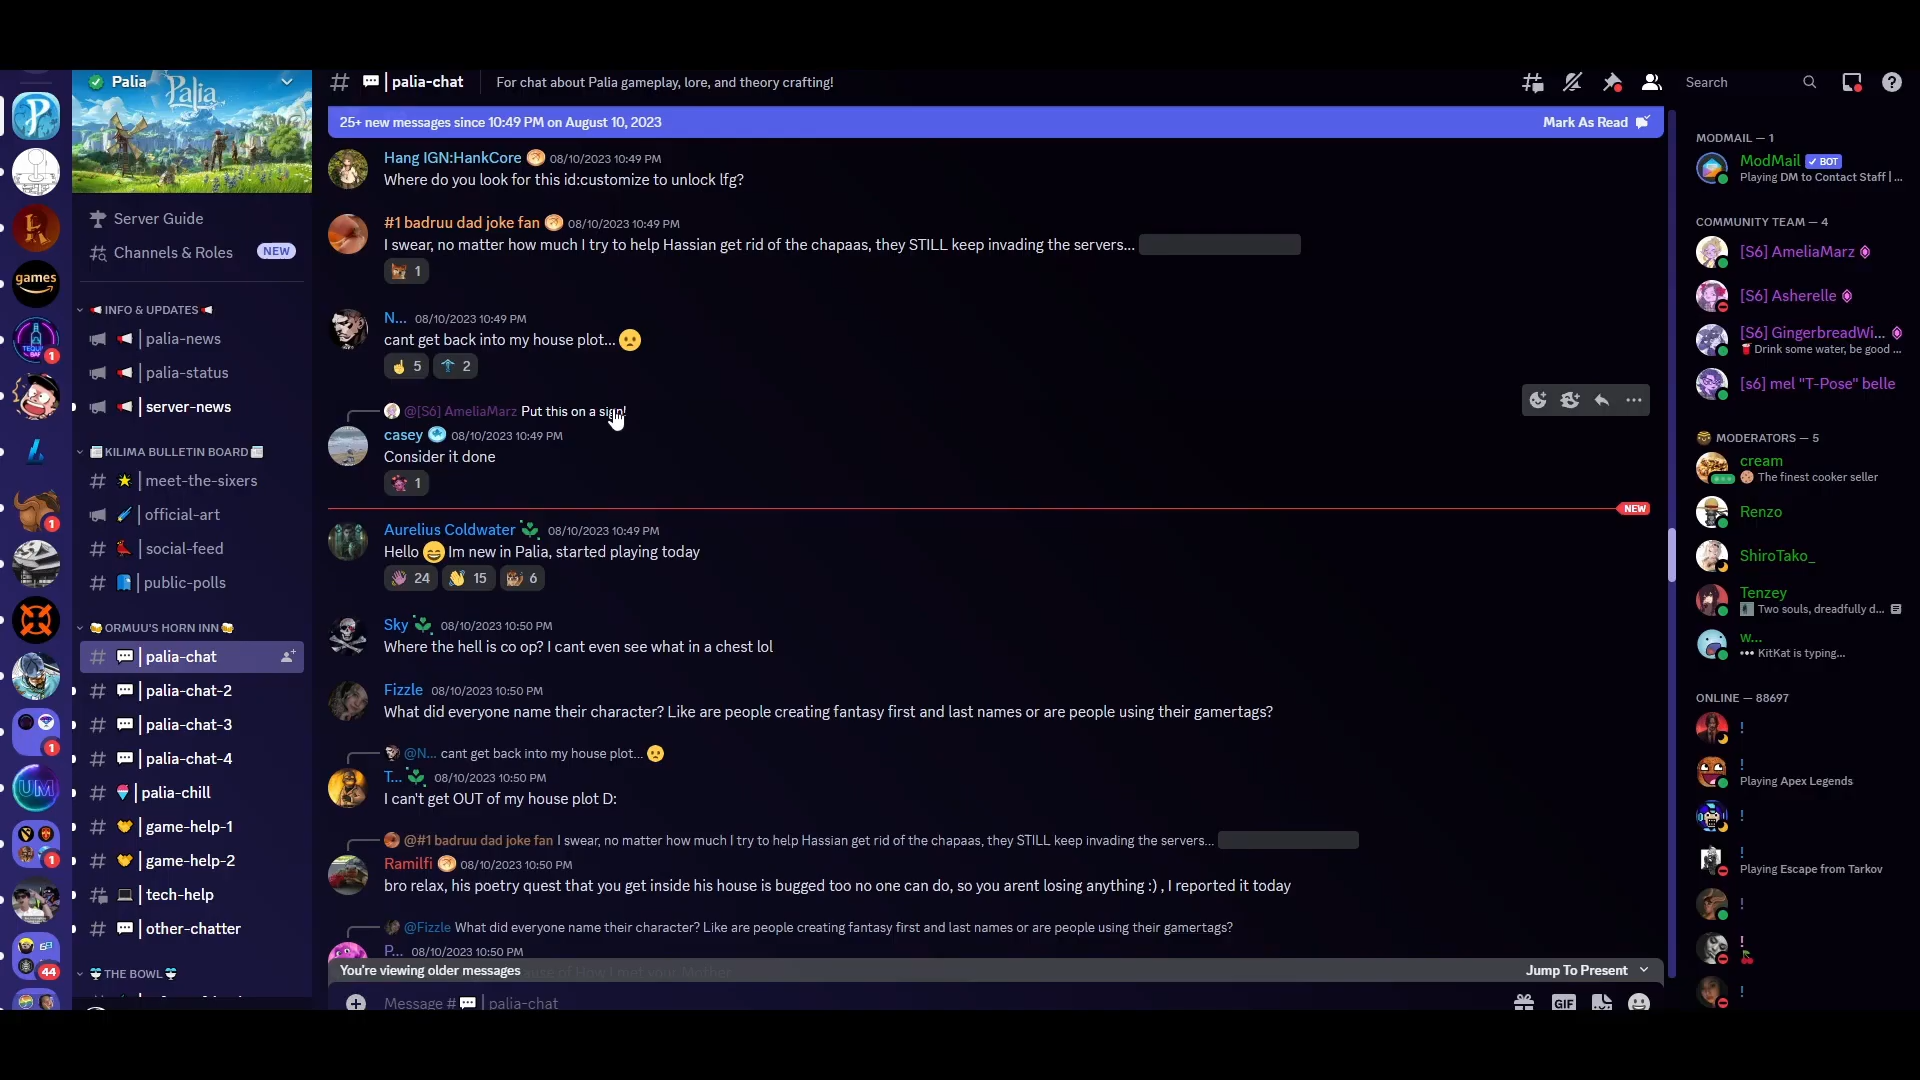 Palia
Palia
games
UM
1
1
1
1
44
Server Guide
Channels & Roles NEW
INFO & UPDATES
palia-news
palia-status
server-news
KILIMA BULLETIN BOARD
meet-the-sixers
official-art
social-feed
public-polls
ORMUU'S HORN INN
palia-chat
palia-chat-2
palia-chat-3
palia-chat-4
palia-chill
game-help-1
game-help-2
tech-help
other-chatter
THE BOWL
# | palia-chat For chat about Palia gameplay, lore, and theory crafting!
Search
25+ new messages since 10:49 PM on August 10, 2023 Mark As Read
Hang IGN:HankCore 08/10/2023 10:49 PM
Where do you look for this id:customize to unlock lfg?
#1 badruu dad joke fan 08/10/2023 10:49 PM
I swear, no matter how much I try to help Hassian get rid of the chapaas, they STILL keep invading the servers...
1
N... 08/10/2023 10:49 PM
cant get back into my house plot... 🙁
☝ 5 2
@[S6] AmeliaMarz Put this on a sign!
casey 08/10/2023 10:49 PM
Consider it done
1
NEW
Aurelius Coldwater 08/10/2023 10:49 PM
Hello 😄 Im new in Palia, started playing today
24 15 6
Sky 08/10/2023 10:50 PM
Where the hell is co op? I cant even see what in a chest lol
Fizzle 08/10/2023 10:50 PM
What did everyone name their character? Like are people creating fantasy first and last names or are people using their gamertags?
@N... cant get back into my house plot... 🙁
T... 08/10/2023 10:50 PM
I can't get OUT of my house plot D:
@#1 badruu dad joke fan I swear, no matter how much I try to help Hassian get rid of the chapaas, they STILL keep invading the servers...
Ramilfi 08/10/2023 10:50 PM
bro relax, his poetry quest that you get inside his house is bugged too no one can do, so you arent losing anything :) , I reported it today
@Fizzle What did everyone name their character? Like are people creating fantasy first and last names or are people using their gamertags?
P... 08/10/2023 10:50 PM
You're viewing older messages Jump To Present
Message # | palia-chat
GIF
MODMAIL — 1
ModMail ✓ BOT
Playing DM to Contact Staff | ...
COMMUNITY TEAM — 4
[S6] AmeliaMarz
[S6] Asherelle
[S6] GingerbreadWi...
Drink some water, be good ...
[s6] mel "T-Pose" belle
MODERATORS — 5
cream
The finest cooker seller
Renzo
ShiroTako_
Tenzey
Two souls, dreadfully d...
w...
••• KitKat is typing...
ONLINE — 88697
!
!
Playing Apex Legends
!
!
Playing Escape from Tarkov
!
!
!